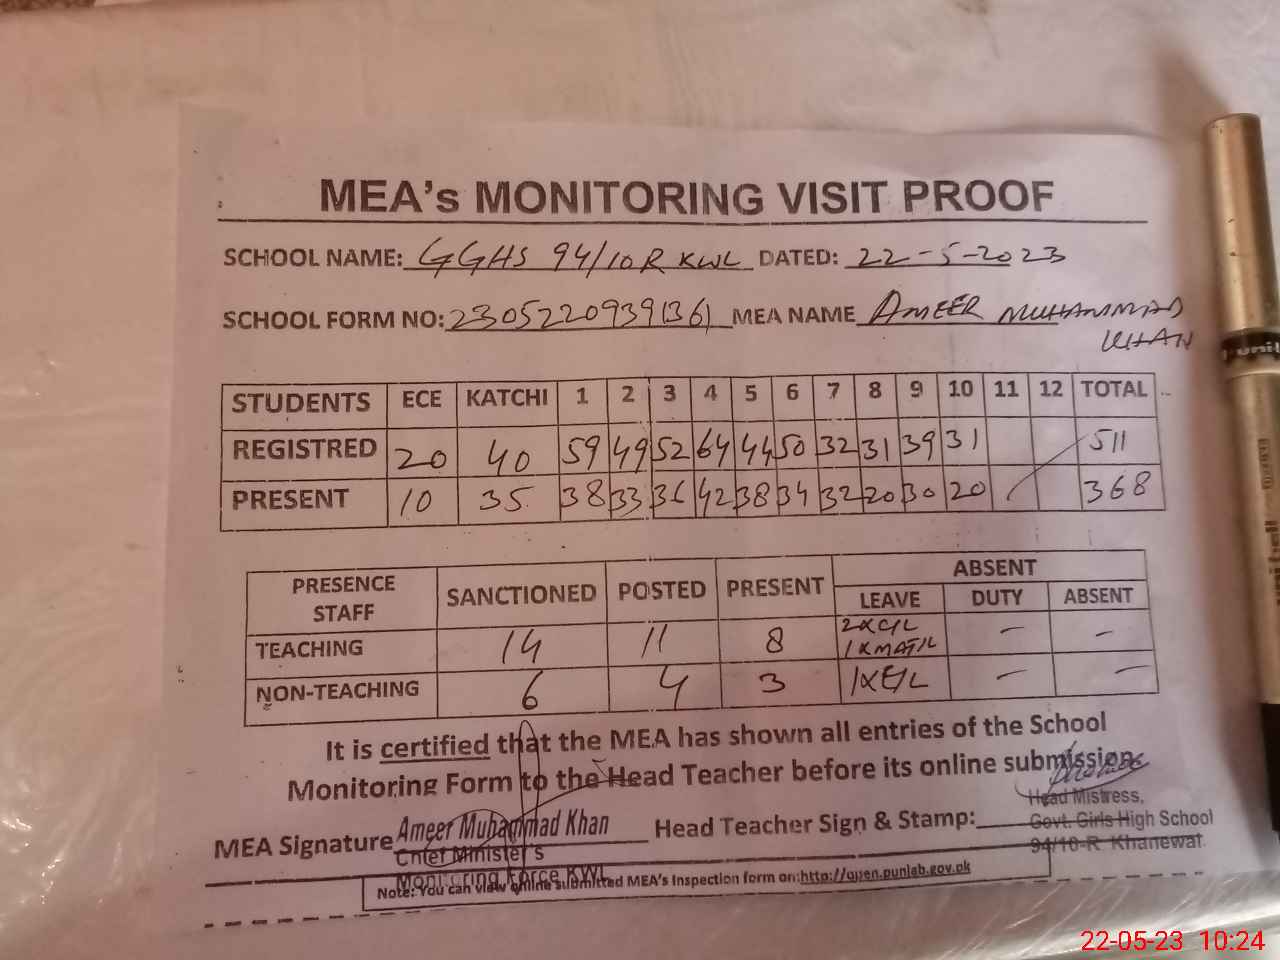 MEA's MONITORING VISIT PROOF
SCHOOL NAME: GGHS 94/10R KWL DATED: 22-5-2023
SCHOOL FORM NO: 2305220939(36) MEA NAME AMEER MUHAMMAD KHAN
STUDENTS ECE KATCHI 1 2 3 4 5 6 7 8 9 10 11 12 TOTAL
REGISTRED 20 40 59 49 52 64 44 50 32 31 39 31 511
PRESENT 10 35 38 33 36 42 38 34 32 20 30 20 368
PRESENCE STAFF SANCTIONED POSTED PRESENT ABSENT
LEAVE DUTY ABSENT
TEACHING 14 11 8 2XC/L 1XMAT/L - -
NON-TEACHING 6 4 3 1XE/L - -
It is certified that the MEA has shown all entries of the School
Monitoring Form to the Head Teacher before its online submission.
MEA Signature Ameer Muhammad Khan Head Teacher Sign & Stamp:
Chief Minister's
Monitoring Force KWL
Head Mistress,
Govt. Girls High School
94/10-R Khanewal.
Note: You can view online submitted MEA's Inspection form on: http://open.punjab.gov.pk
uni
22-05-23 10:24